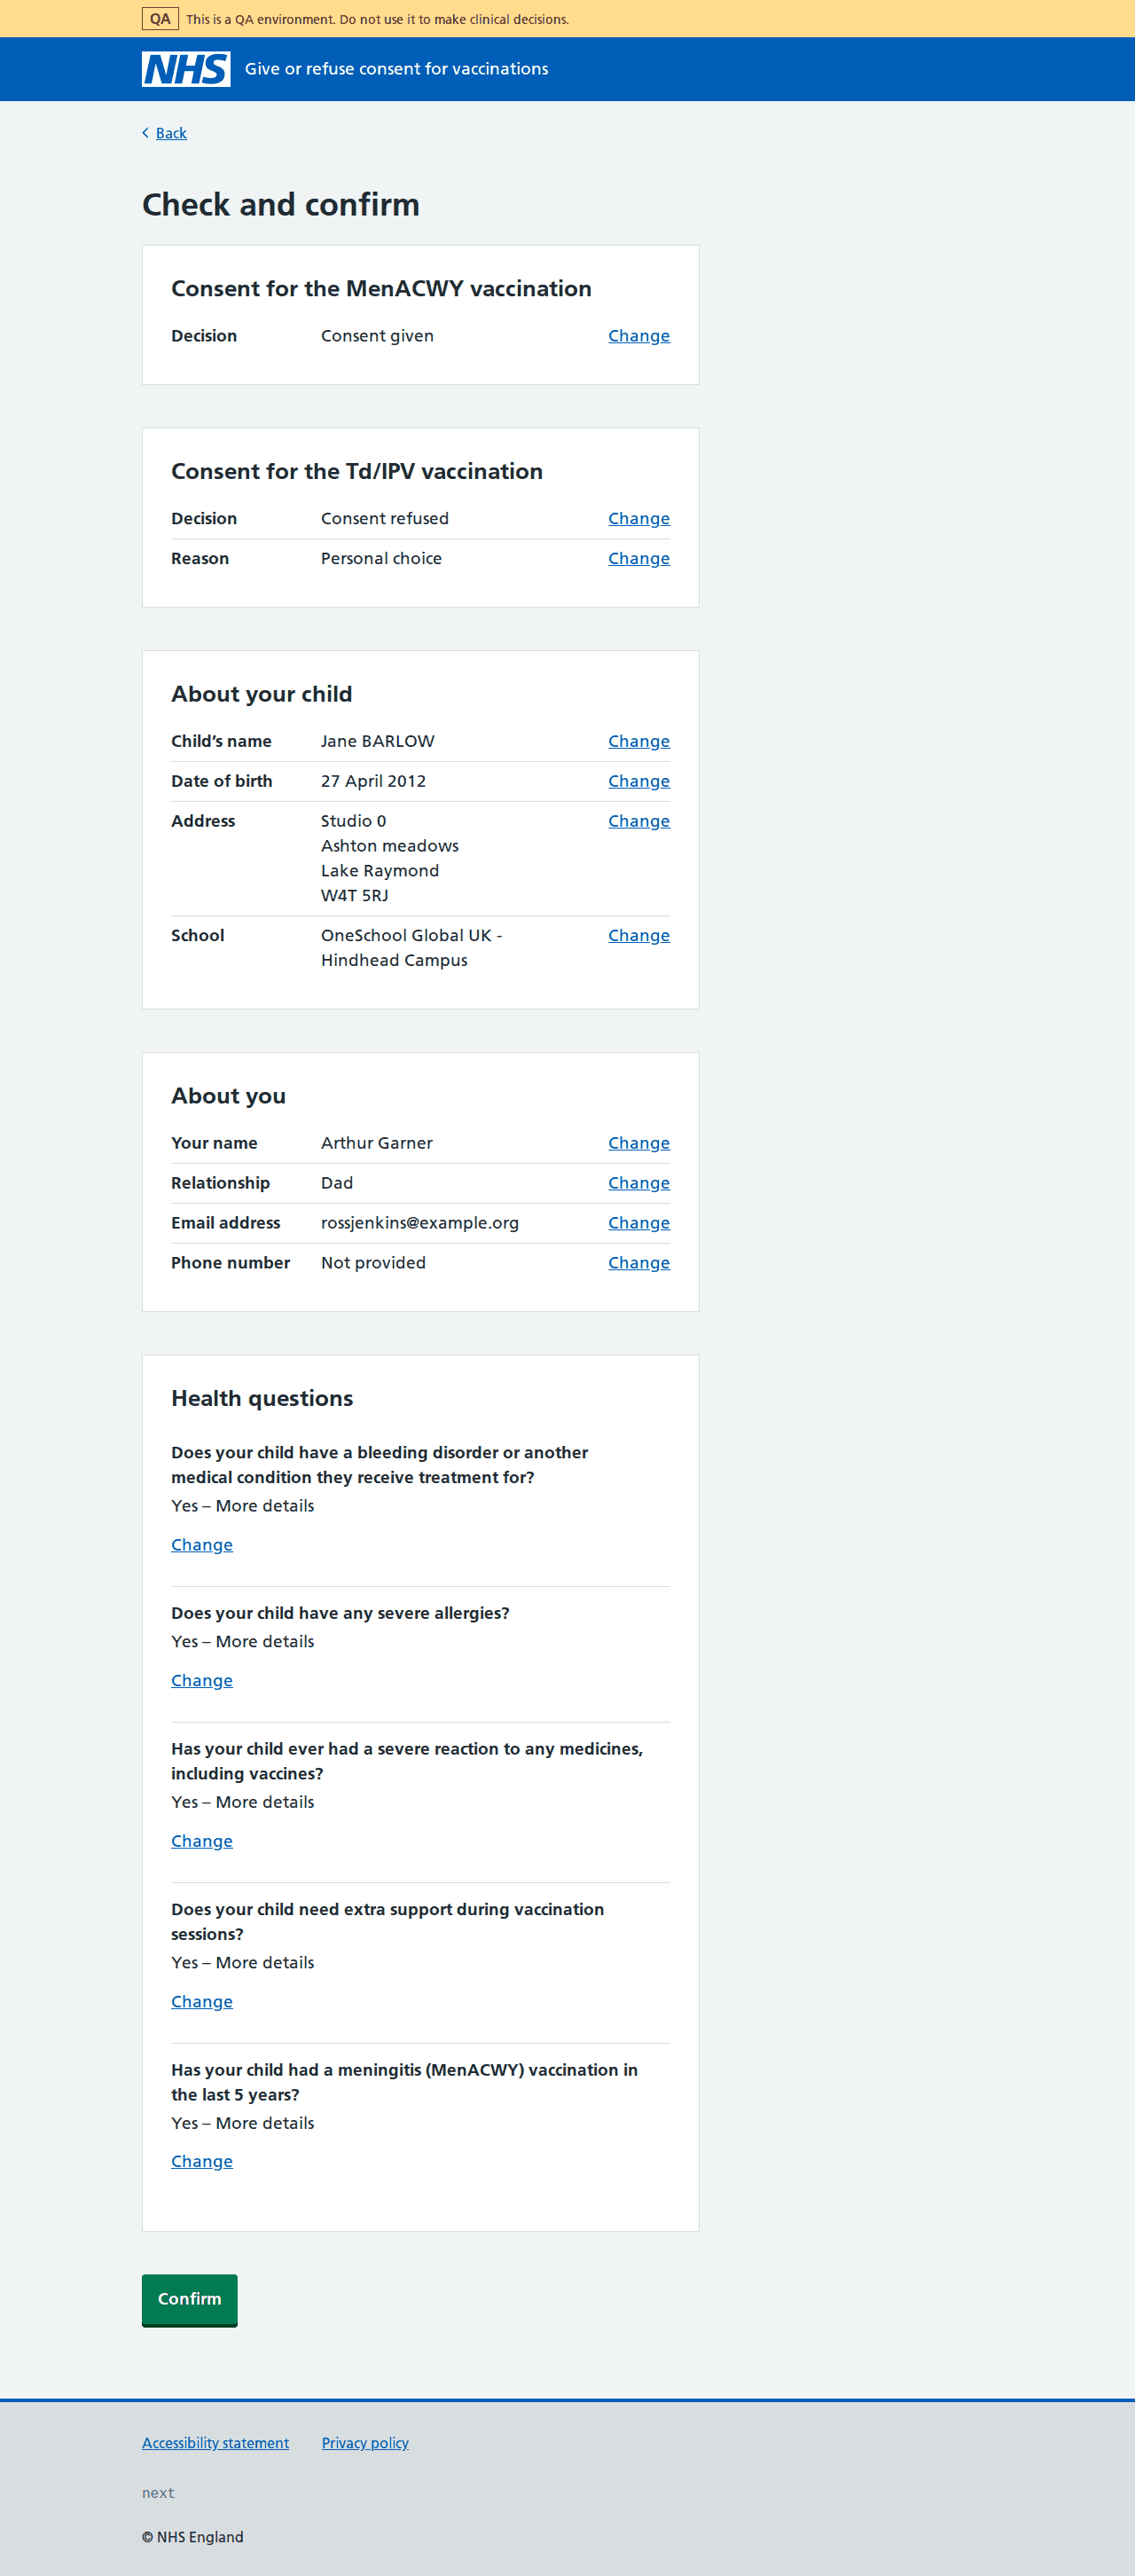 QA This is a QA environment. Do not use it to make clinical decisions.
NHS Give or refuse consent for vaccinations
Back
Check and confirm
Consent for the MenACWY vaccination
Decision Consent given Change
Consent for the Td/IPV vaccination
Decision Consent refused Change
Reason Personal choice Change
About your child
Child’s name Jane BARLOW Change
Date of birth 27 April 2012 Change
Address Studio 0 Change
Ashton meadows
Lake Raymond
W4T 5RJ
School OneSchool Global UK - Change
Hindhead Campus
About you
Your name Arthur Garner Change
Relationship Dad Change
Email address rossjenkins@example.org Change
Phone number Not provided Change
Health questions
Does your child have a bleeding disorder or another
medical condition they receive treatment for?
Yes – More details
Change
Does your child have any severe allergies?
Yes – More details
Change
Has your child ever had a severe reaction to any medicines,
including vaccines?
Yes – More details
Change
Does your child need extra support during vaccination
sessions?
Yes – More details
Change
Has your child had a meningitis (MenACWY) vaccination in
the last 5 years?
Yes – More details
Change
Confirm
Accessibility statement Privacy policy
next
© NHS England